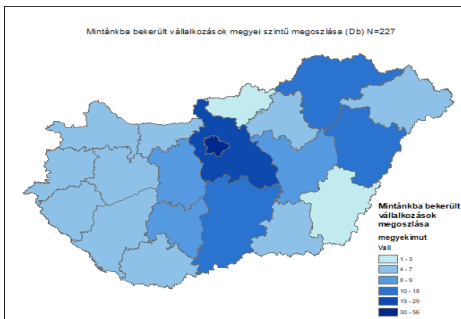 Mintánkba bekerült vállalkozások megyei szintű megoszlása (Db) N=227
Mintánkba bekerült
vállalkozások
megoszlása
megyekimut
Vall
1 - 3
4 - 7
8 - 9
10 - 18
19 - 29
30 - 56